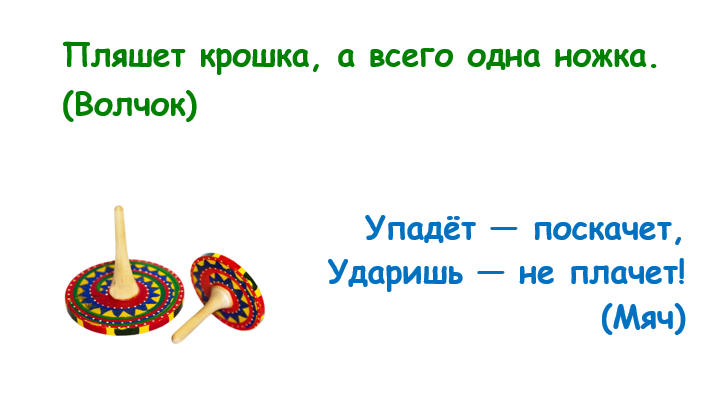 Пляшет крошка, а всего одна ножка.
(Волчок)
Упадёт — поскачет,
Ударишь — не плачет!
(Мяч)